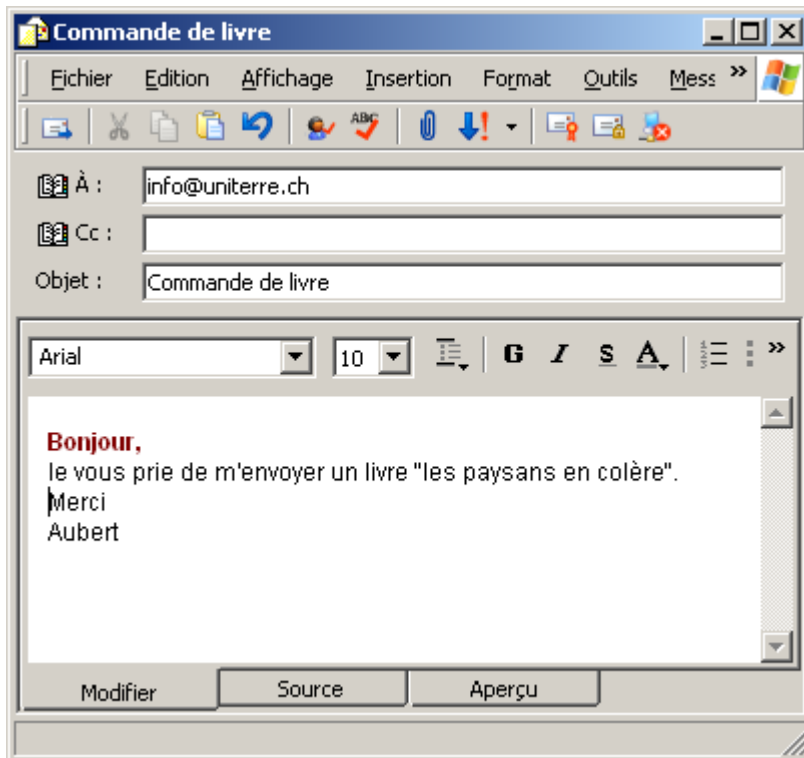 Commande de livre
Fichier Edition Affichage Insertion Format Outils Mess »
ABC
À : info@uniterre.ch
Cc :
Objet : Commande de livre
Arial 10 G I S A »
Bonjour,
le vous prie de m'envoyer un livre "les paysans en colère".
Merci
Aubert
Modifier Source Aperçu